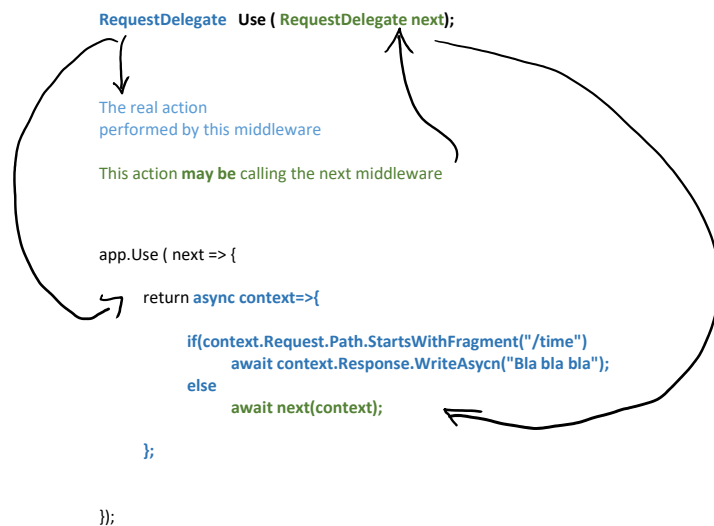 RequestDelegate Use ( RequestDelegate next);
The real action
performed by this middleware
This action may be calling the next middleware
app.Use ( next => {
return async context=>{
if(context.Request.Path.StartsWithFragment("/time")
await context.Response.WriteAsycn("Bla bla bla");
else
await next(context);
};
});